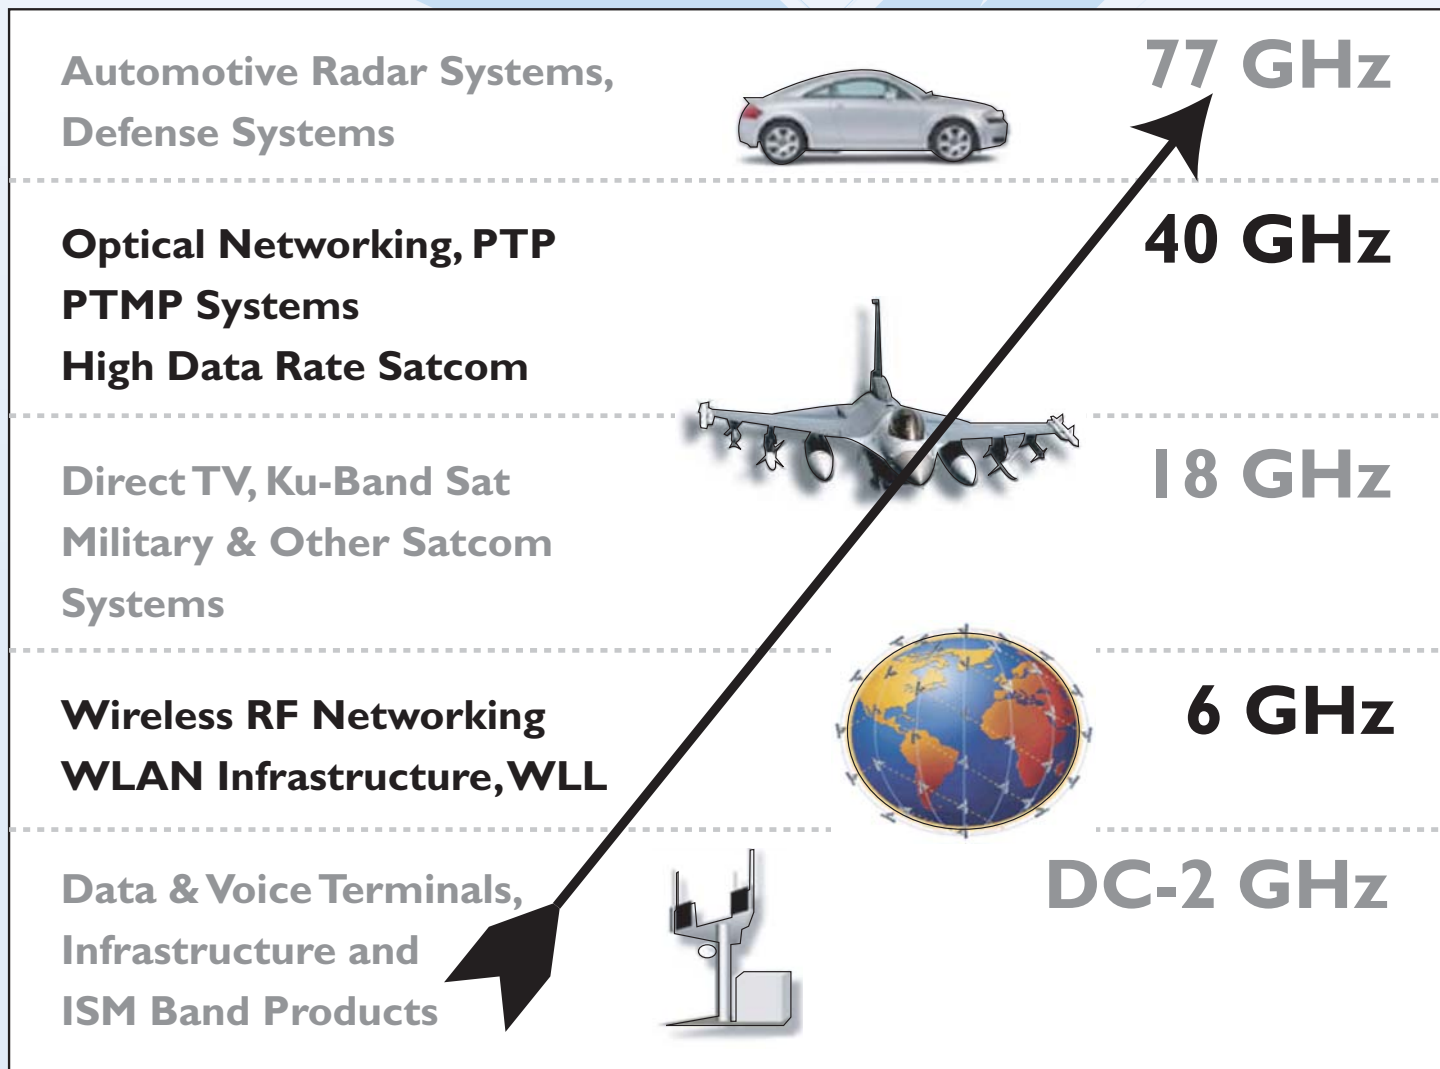 Automotive Radar Systems,
Defense Systems
77 GHz
Optical Networking, PTP
PTMP Systems
High Data Rate Satcom
40 GHz
Direct TV, Ku-Band Sat
Military & Other Satcom
Systems
18 GHz
Wireless RF Networking
WLAN Infrastructure, WLL
6 GHz
Data & Voice Terminals,
Infrastructure and
ISM Band Products
DC-2 GHz